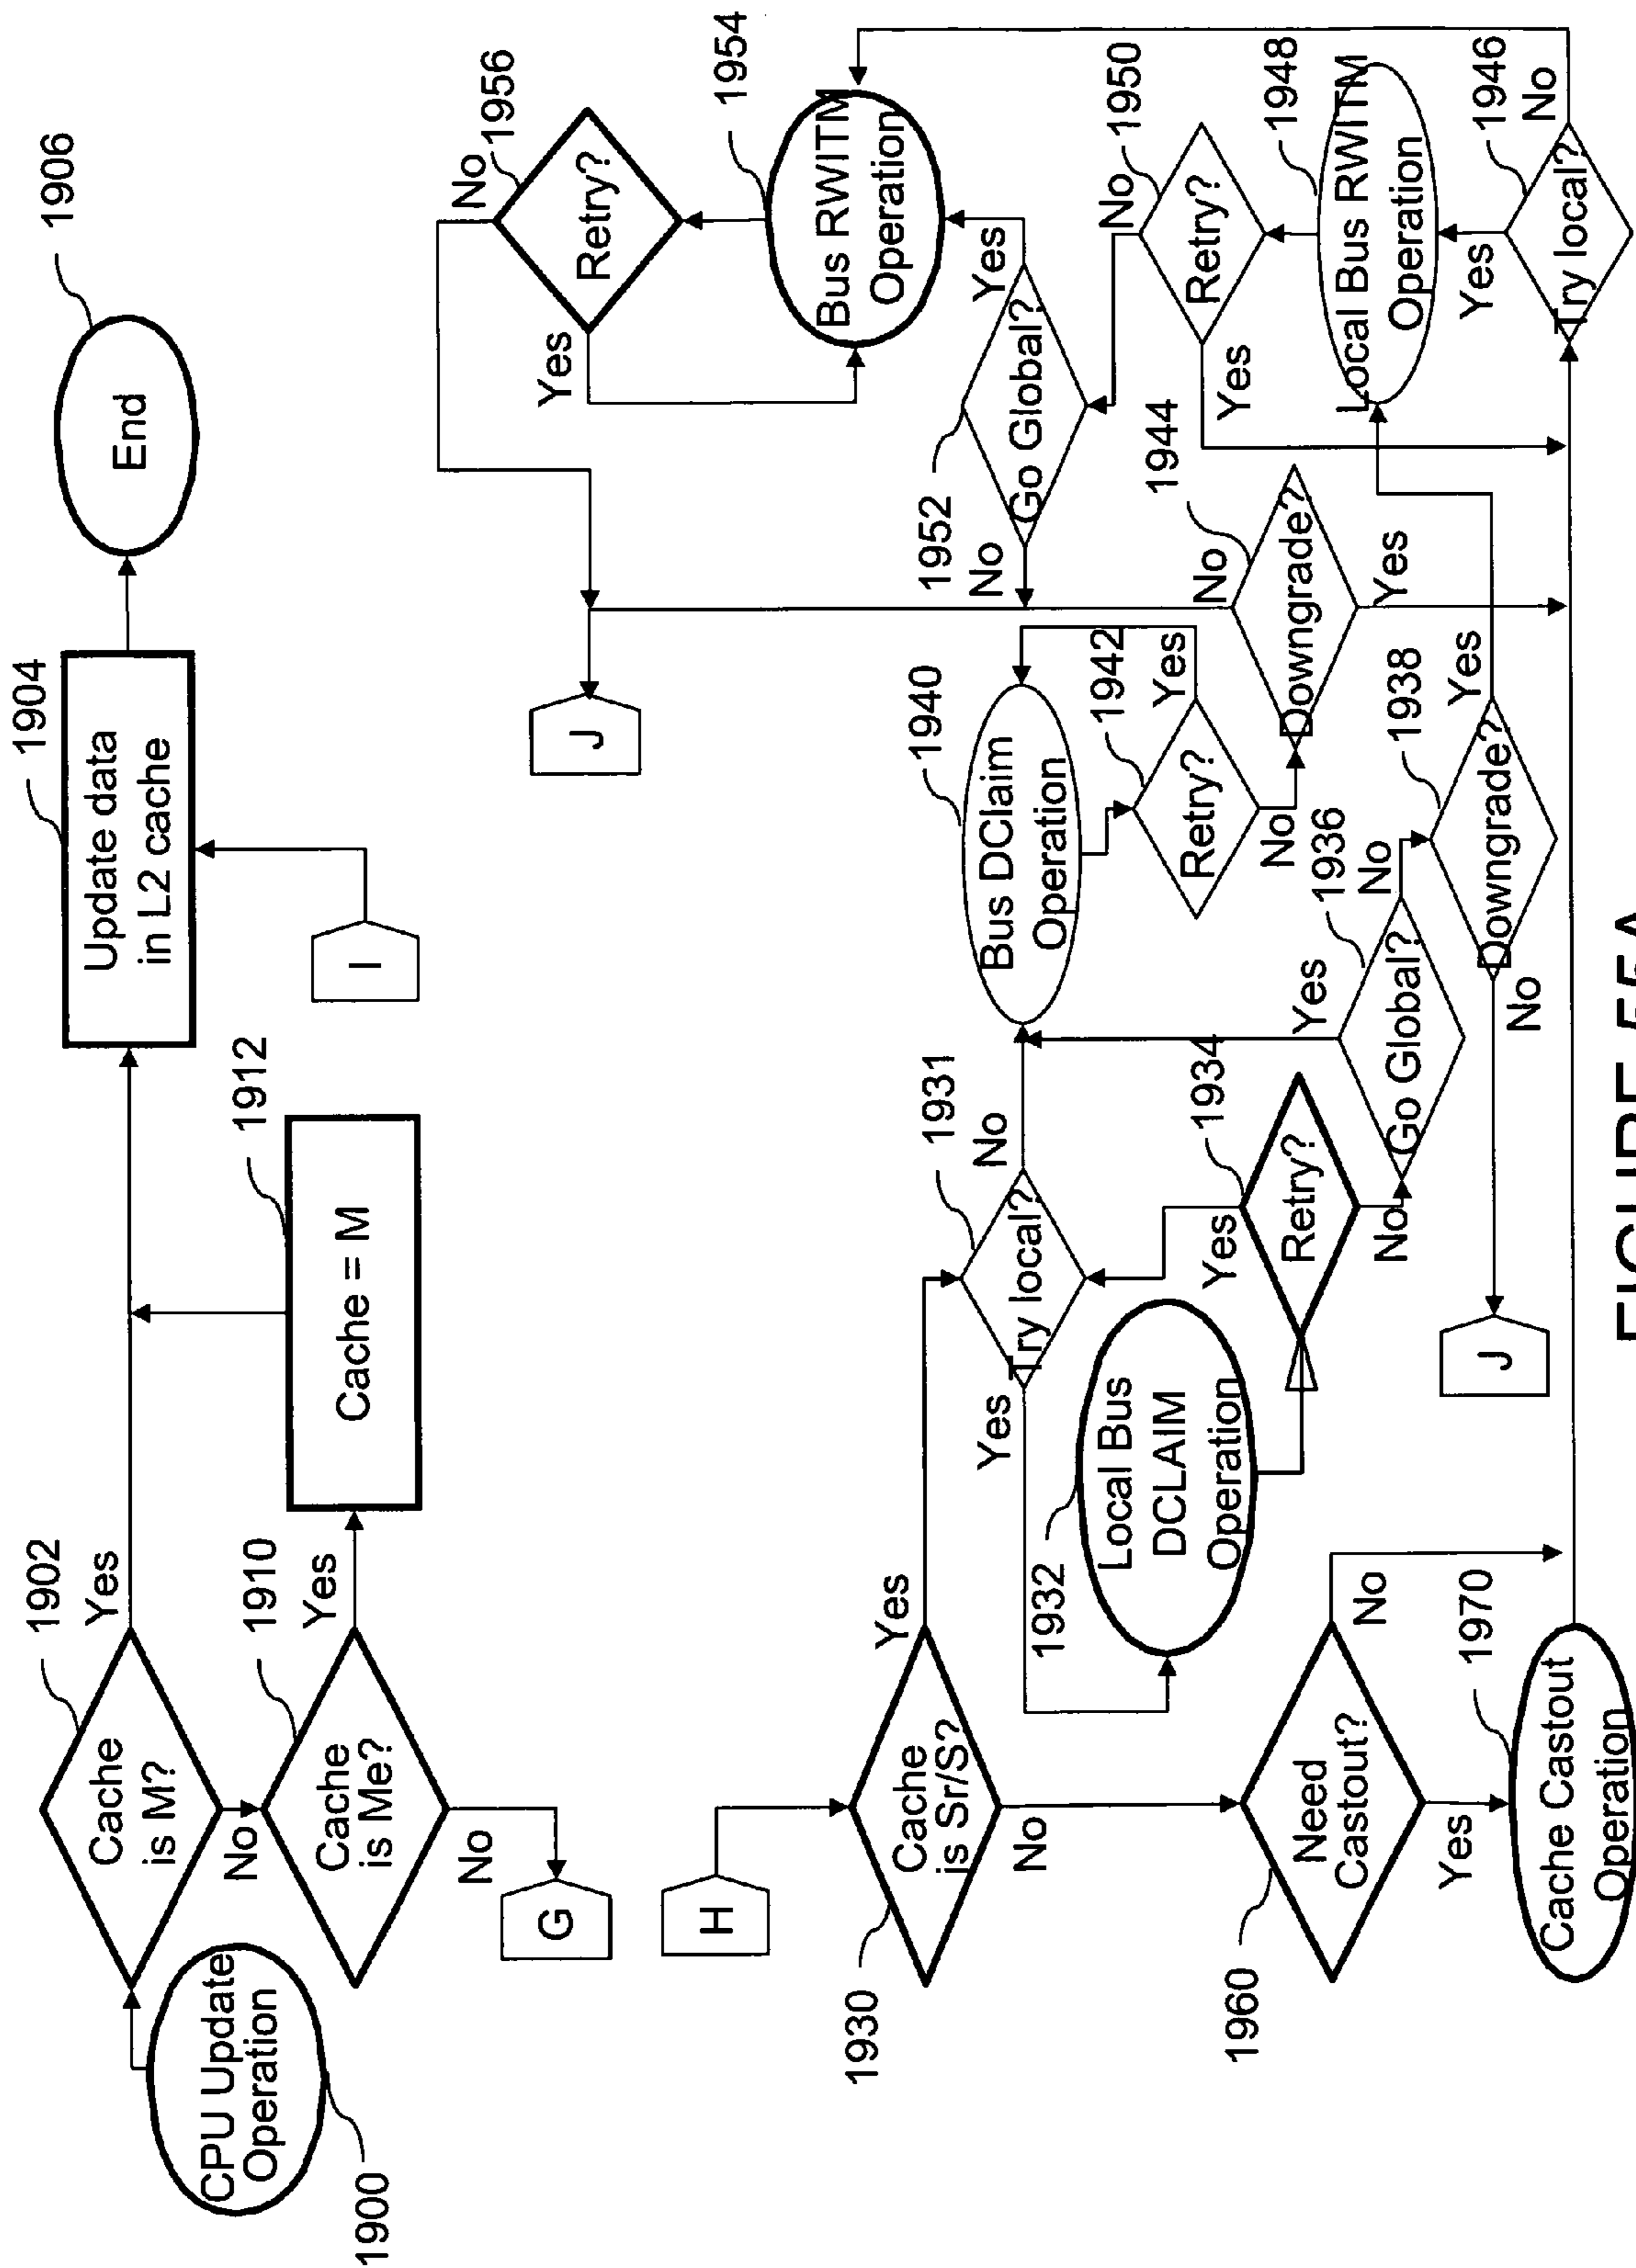 1900
CPU Update
Operation
1902
Cache
is M?
Yes
No
1910
Cache
is Me?
Yes
No
G
1912
Cache = M
1904
Update data
in L2 cache
I
1906
End
H
1930
Cache
is Sr/S?
Yes
No
1931
Try local?
Yes
No
1932
Local Bus
DCLAIM
Operation
1934
Retry?
Yes
No
1936
Go Global?
Yes
No
1938
Downgrade?
Yes
No
J
1940
Bus DClaim
Operation
1942
Retry?
Yes
No
1944
Downgrade?
No
Yes
J
1946
Try local?
Yes
No
1948
Local Bus RWITM
Operation
1950
Retry?
Yes
No
1952
Go Global?
No
Yes
1954
Bus RWITM
Operation
1956
Retry?
Yes
No
1960
Need
Castout?
Yes
No
1970
Cache Castout
Operation